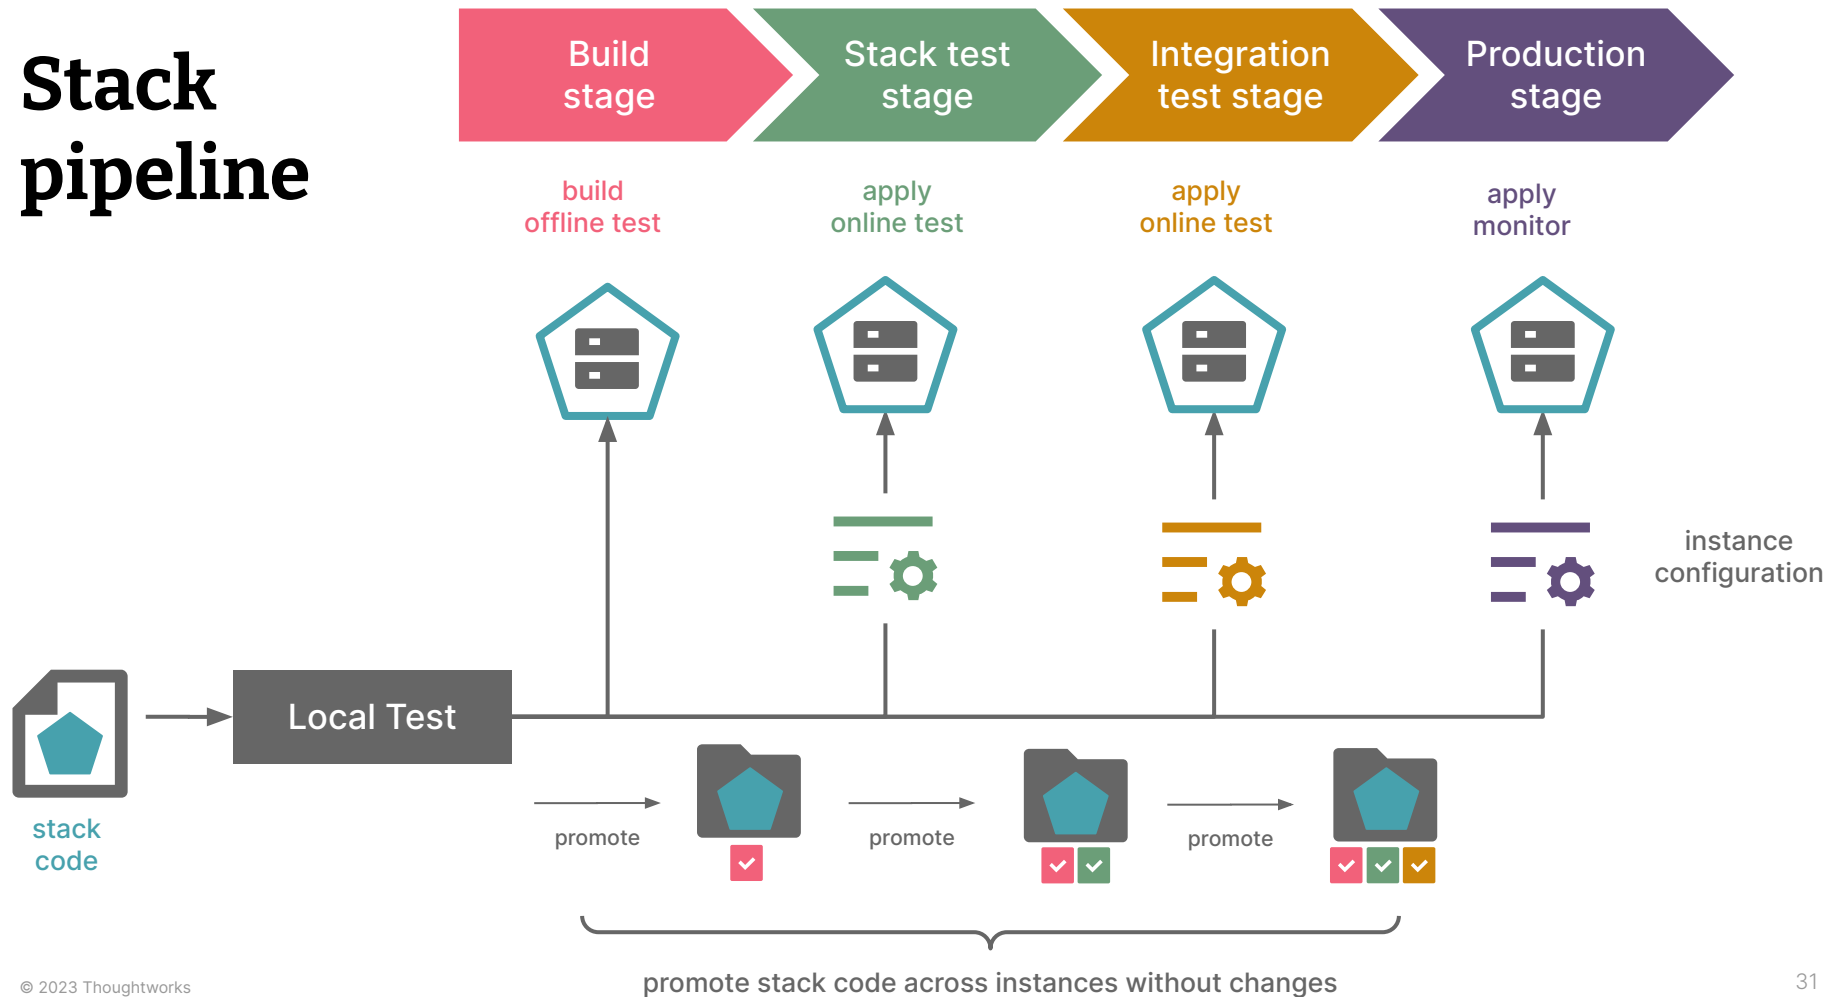 Stack
pipeline
Build
stage
Stack test
stage
Integration
test stage
Production
stage
build
offline test
apply
online test
apply
online test
apply
monitor
instance
configuration
Local Test
stack
code
promote
promote
promote
promote stack code across instances without changes
© 2023 Thoughtworks
31